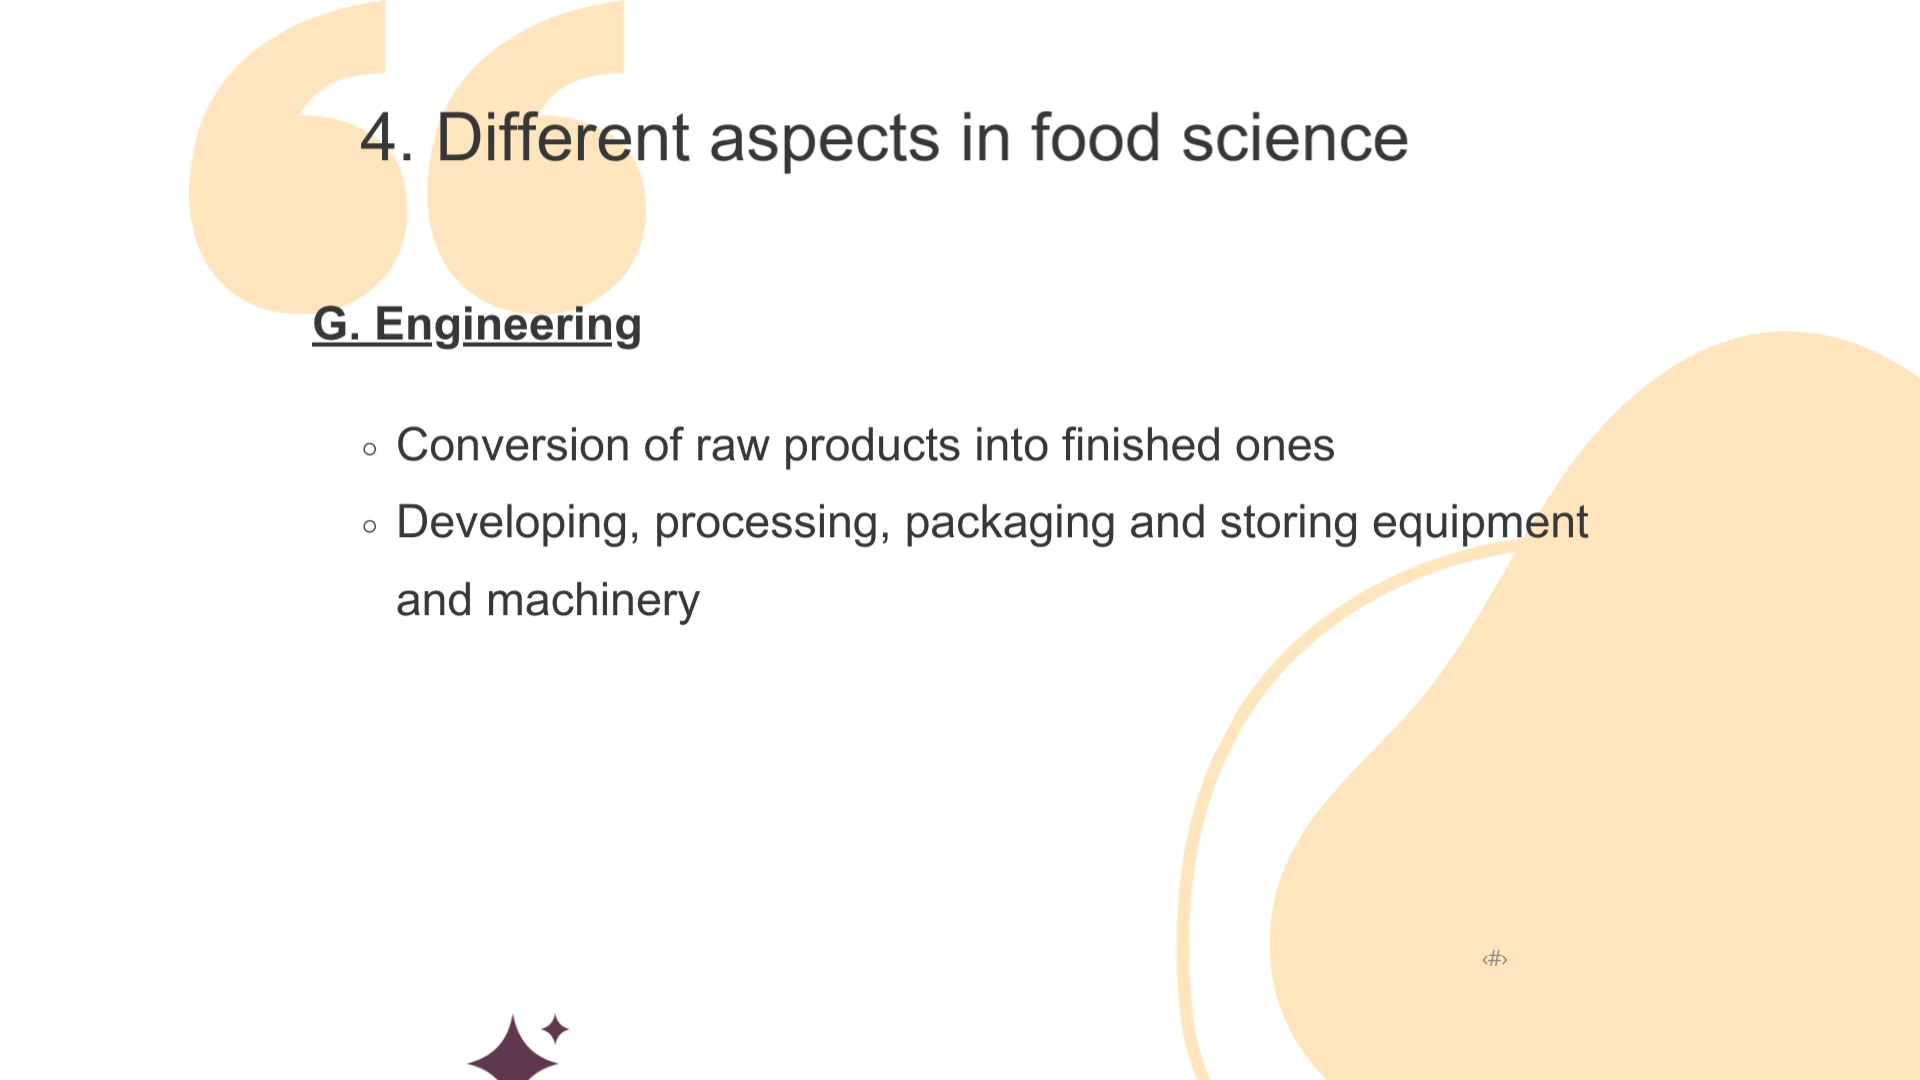 4. Different aspects in food science
G. Engineering
◦ Conversion of raw products into finished ones
◦ Developing, processing, packaging and storing equipment
and machinery
‹#›